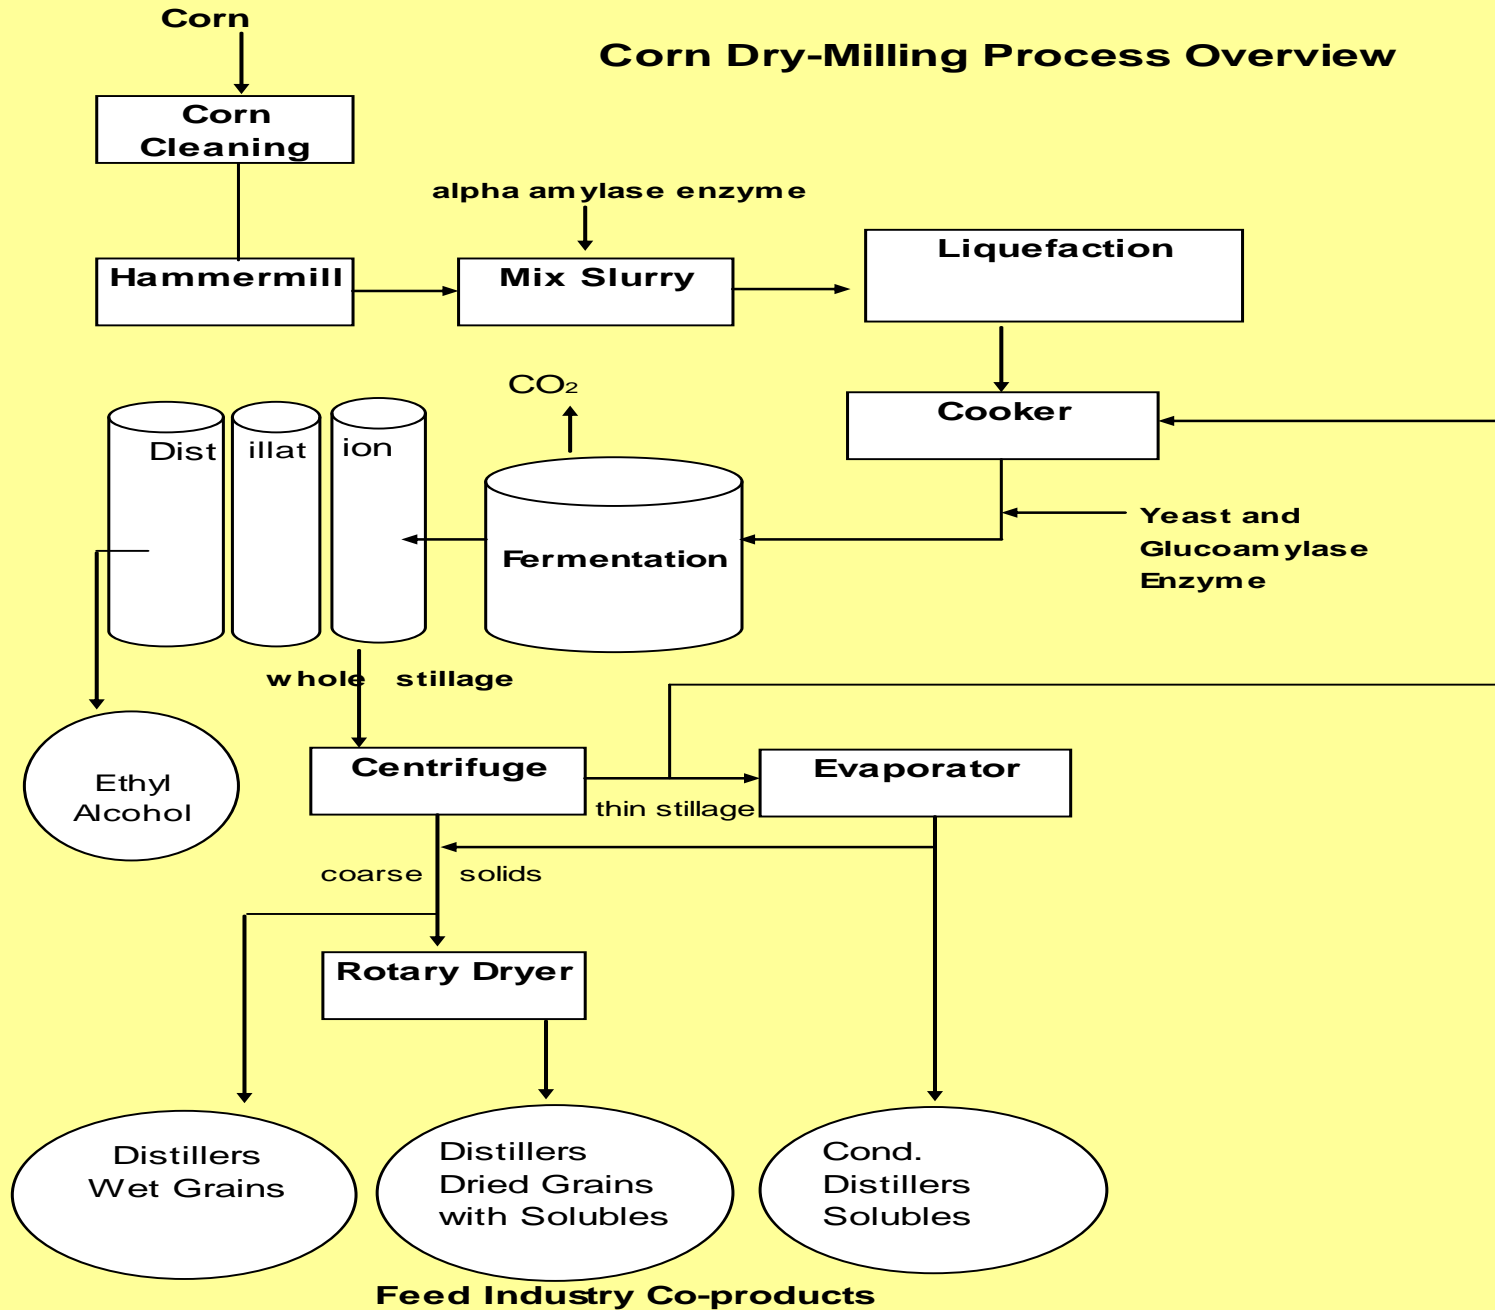 Corn
Corn Dry-Milling Process Overview
Corn
Cleaning
alpha amylase enzyme
Hammermill
Mix Slurry
Liquefaction
CO₂
Cooker
Dist
illat
ion
Fermentation
Yeast and
Glucoamylase
Enzyme
whole stillage
Ethyl
Alcohol
Centrifuge
thin stillage
Evaporator
coarse solids
Rotary Dryer
Distillers
Wet Grains
Distillers
Dried Grains
with Solubles
Cond.
Distillers
Solubles
Feed Industry Co-products